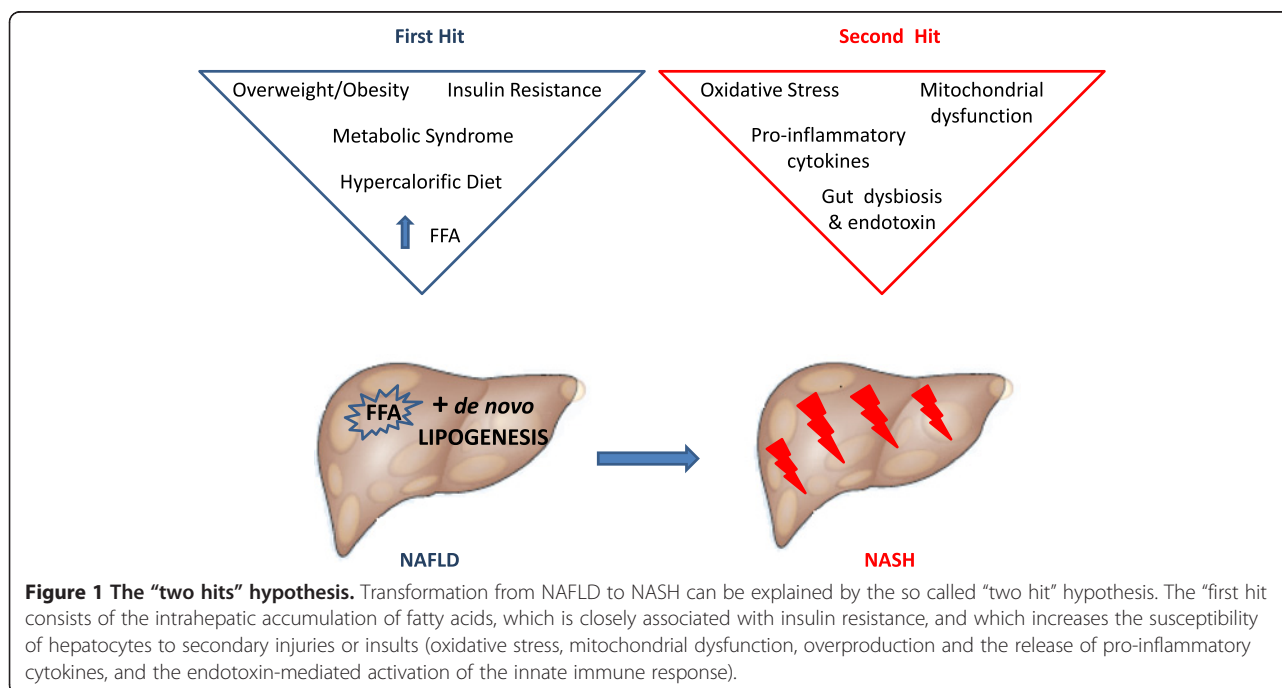 First Hit
Overweight/Obesity Insulin Resistance
Metabolic Syndrome
Hypercalorific Diet
FFA
Second Hit
Oxidative Stress Mitochondrial
dysfunction
Pro-inflammatory
cytokines
Gut dysbiosis
& endotoxin
FFA + de novo
LIPOGENESIS
NAFLD
NASH
Figure 1 The “two hits” hypothesis. Transformation from NAFLD to NASH can be explained by the so called “two hit” hypothesis. The “first hit
consists of the intrahepatic accumulation of fatty acids, which is closely associated with insulin resistance, and which increases the susceptibility
of hepatocytes to secondary injuries or insults (oxidative stress, mitochondrial dysfunction, overproduction and the release of pro-inflammatory
cytokines, and the endotoxin-mediated activation of the innate immune response).